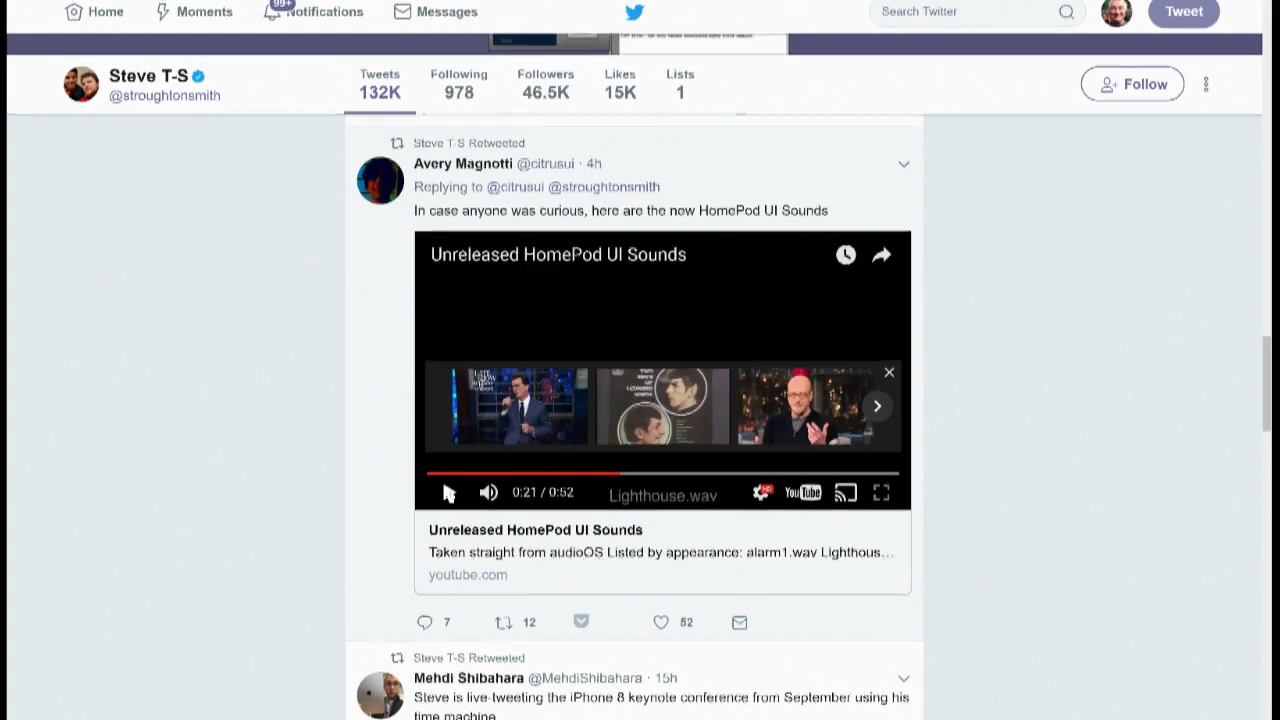 Home
Moments
99+
Notifications
Messages
Search Twitter
Tweet
Steve T-S
@stroughtonsmith
Tweets
132K
Following
978
Followers
46.5K
Likes
15K
Lists
1
Follow
Steve T-S Retweeted
Avery Magnotti @citrusui · 4h
Replying to @citrusui @stroughtonsmith
In case anyone was curious, here are the new HomePod UI Sounds
Unreleased HomePod UI Sounds
0:21 / 0:52
Lighthouse.wav
HD
YouTube
Unreleased HomePod UI Sounds
Taken straight from audioOS Listed by appearance: alarm1.wav Lighthous...
youtube.com
7
12
52
Steve T-S Retweeted
Mehdi Shibahara @MehdiShibahara · 15h
Steve is live-tweeting the iPhone 8 keynote conference from September using his
time machine.